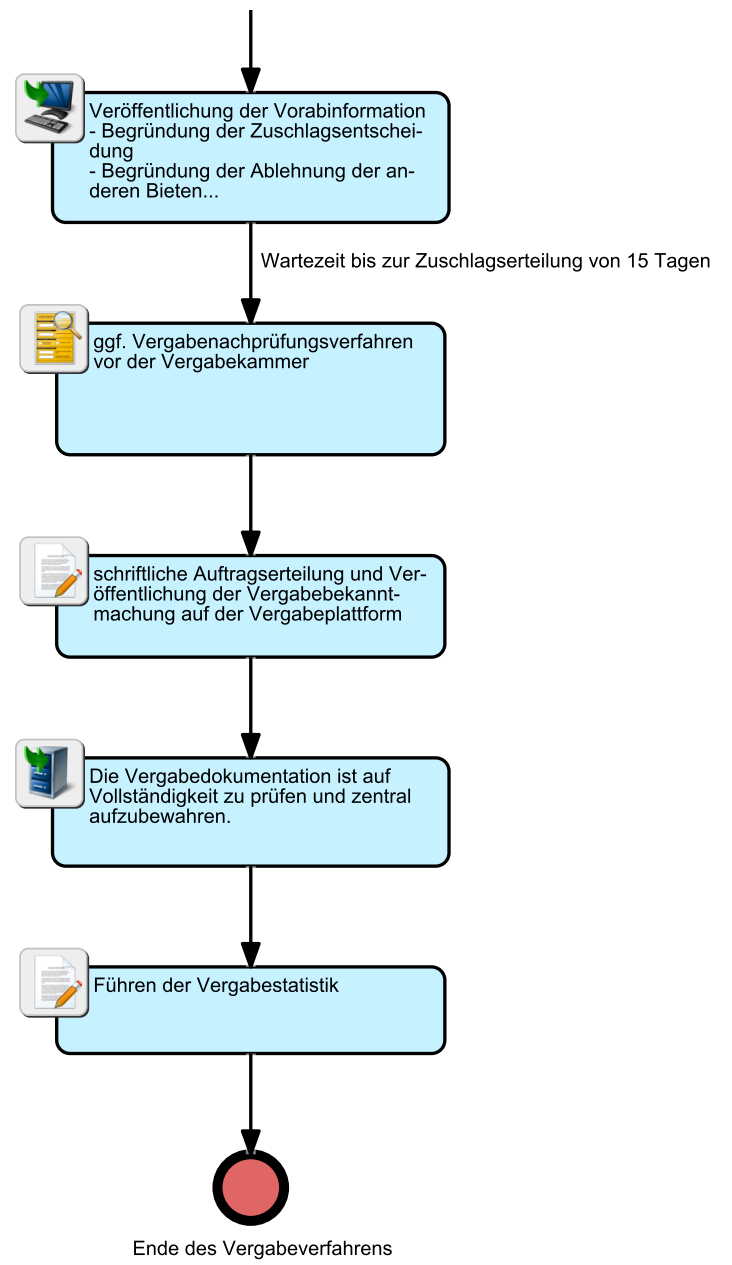 Veröffentlichung der Vorabinformation
- Begründung der Zuschlagsentschei-
dung
- Begründung der Ablehnung der an-
deren Bieten...
Wartezeit bis zur Zuschlagserteilung von 15 Tagen
ggf. Vergabenachprüfungsverfahren
vor der Vergabekammer
schriftliche Auftragserteilung und Ver-
öffentlichung der Vergabebekannt-
machung auf der Vergabeplattform
Die Vergabedokumentation ist auf
Vollständigkeit zu prüfen und zentral
aufzubewahren.
Führen der Vergabestatistik
Ende des Vergabeverfahrens